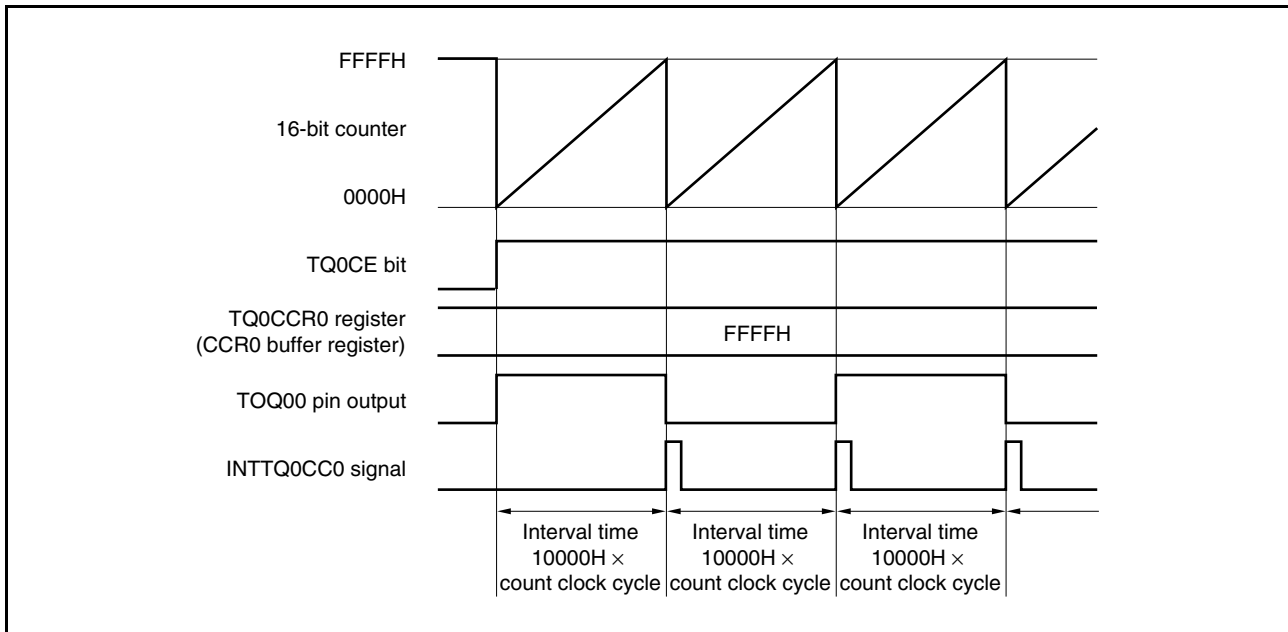 FFFFH
16-bit counter
0000H
TQ0CE bit
TQ0CCR0 register
(CCR0 buffer register)
FFFFH
TOQ00 pin output
INTTQ0CC0 signal
Interval time
10000H ×
count clock cycle
Interval time
10000H ×
count clock cycle
Interval time
10000H ×
count clock cycle